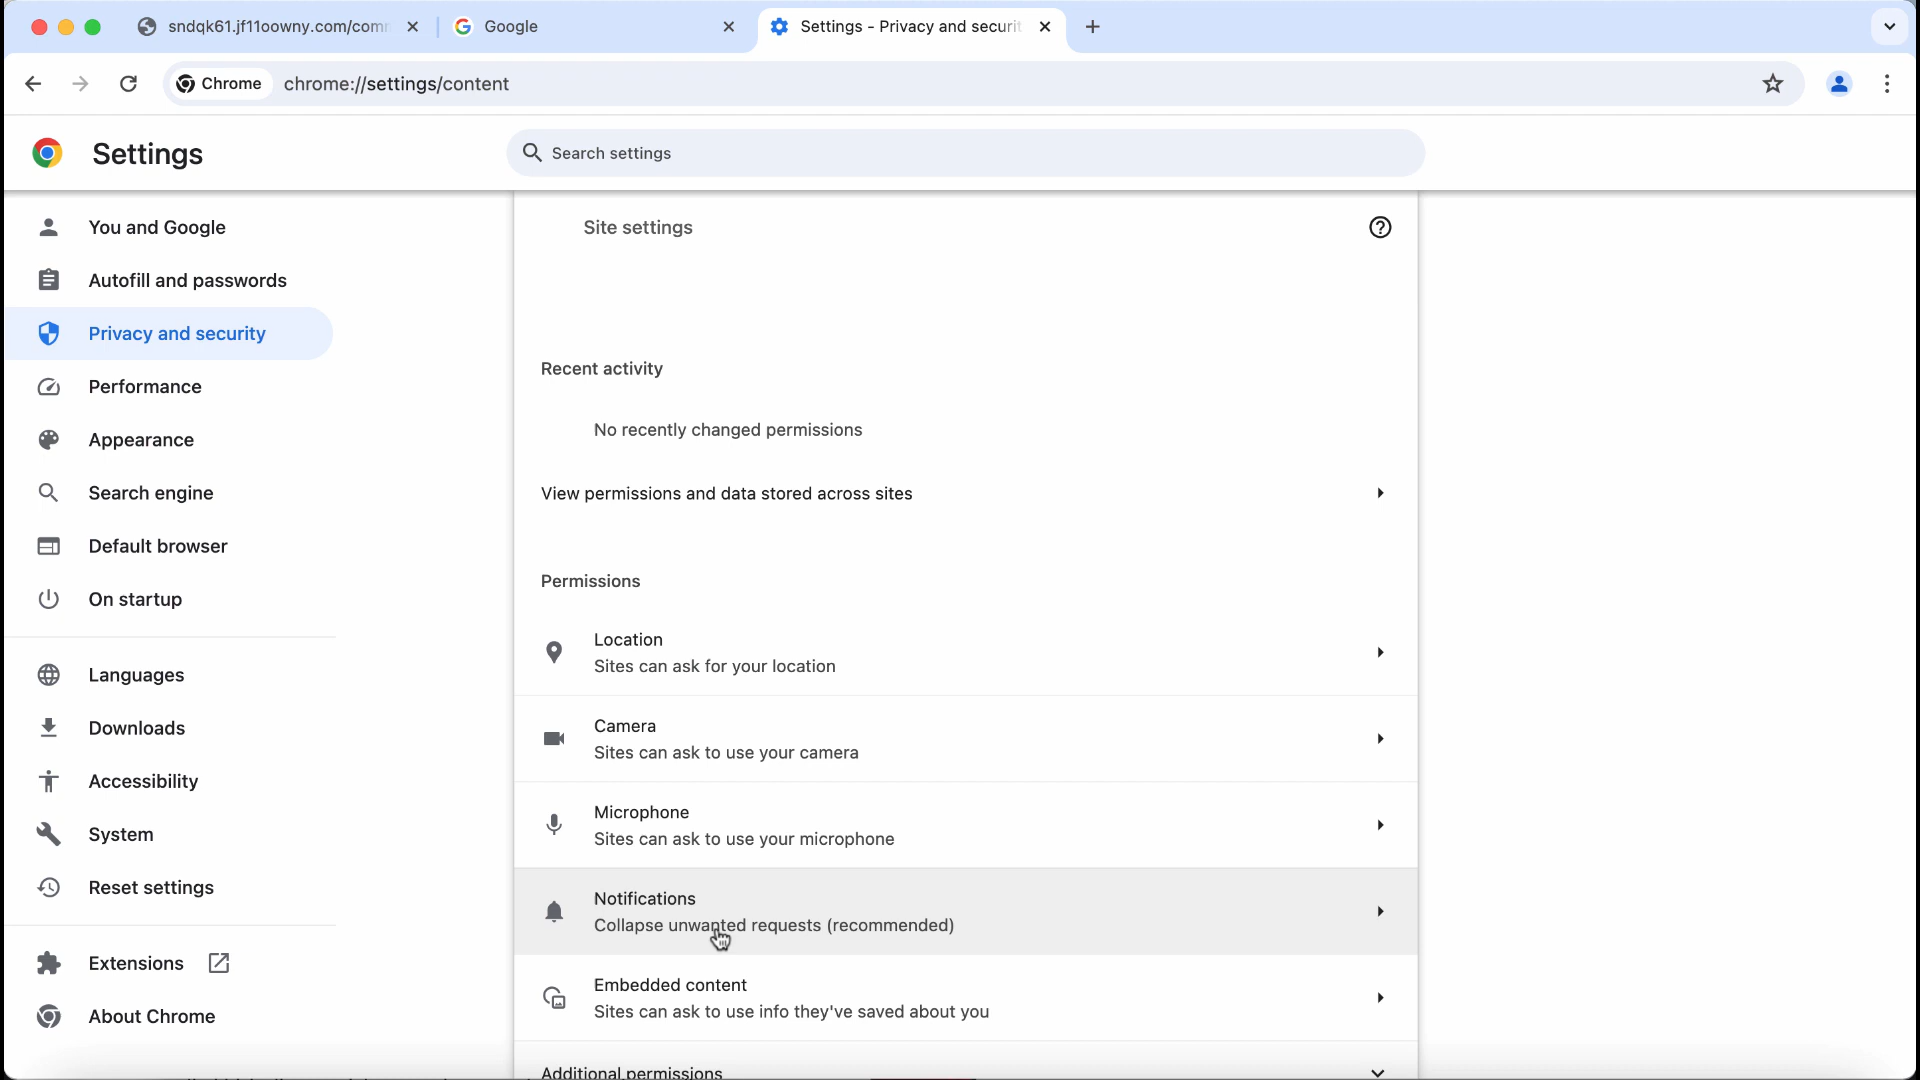 sndqk61.jf11oowny.com/comm
Google
Settings - Privacy and securi
Chrome
chrome://settings/content
Settings
Search settings
You and Google
Autofill and passwords
Privacy and security
Performance
Appearance
Search engine
Default browser
On startup
Languages
Downloads
Accessibility
System
Reset settings
Extensions
About Chrome
Site settings
Recent activity
No recently changed permissions
View permissions and data stored across sites
Permissions
Location
Sites can ask for your location
Camera
Sites can ask to use your camera
Microphone
Sites can ask to use your microphone
Notifications
Collapse unwanted requests (recommended)
Embedded content
Sites can ask to use info they've saved about you
Additional permissions